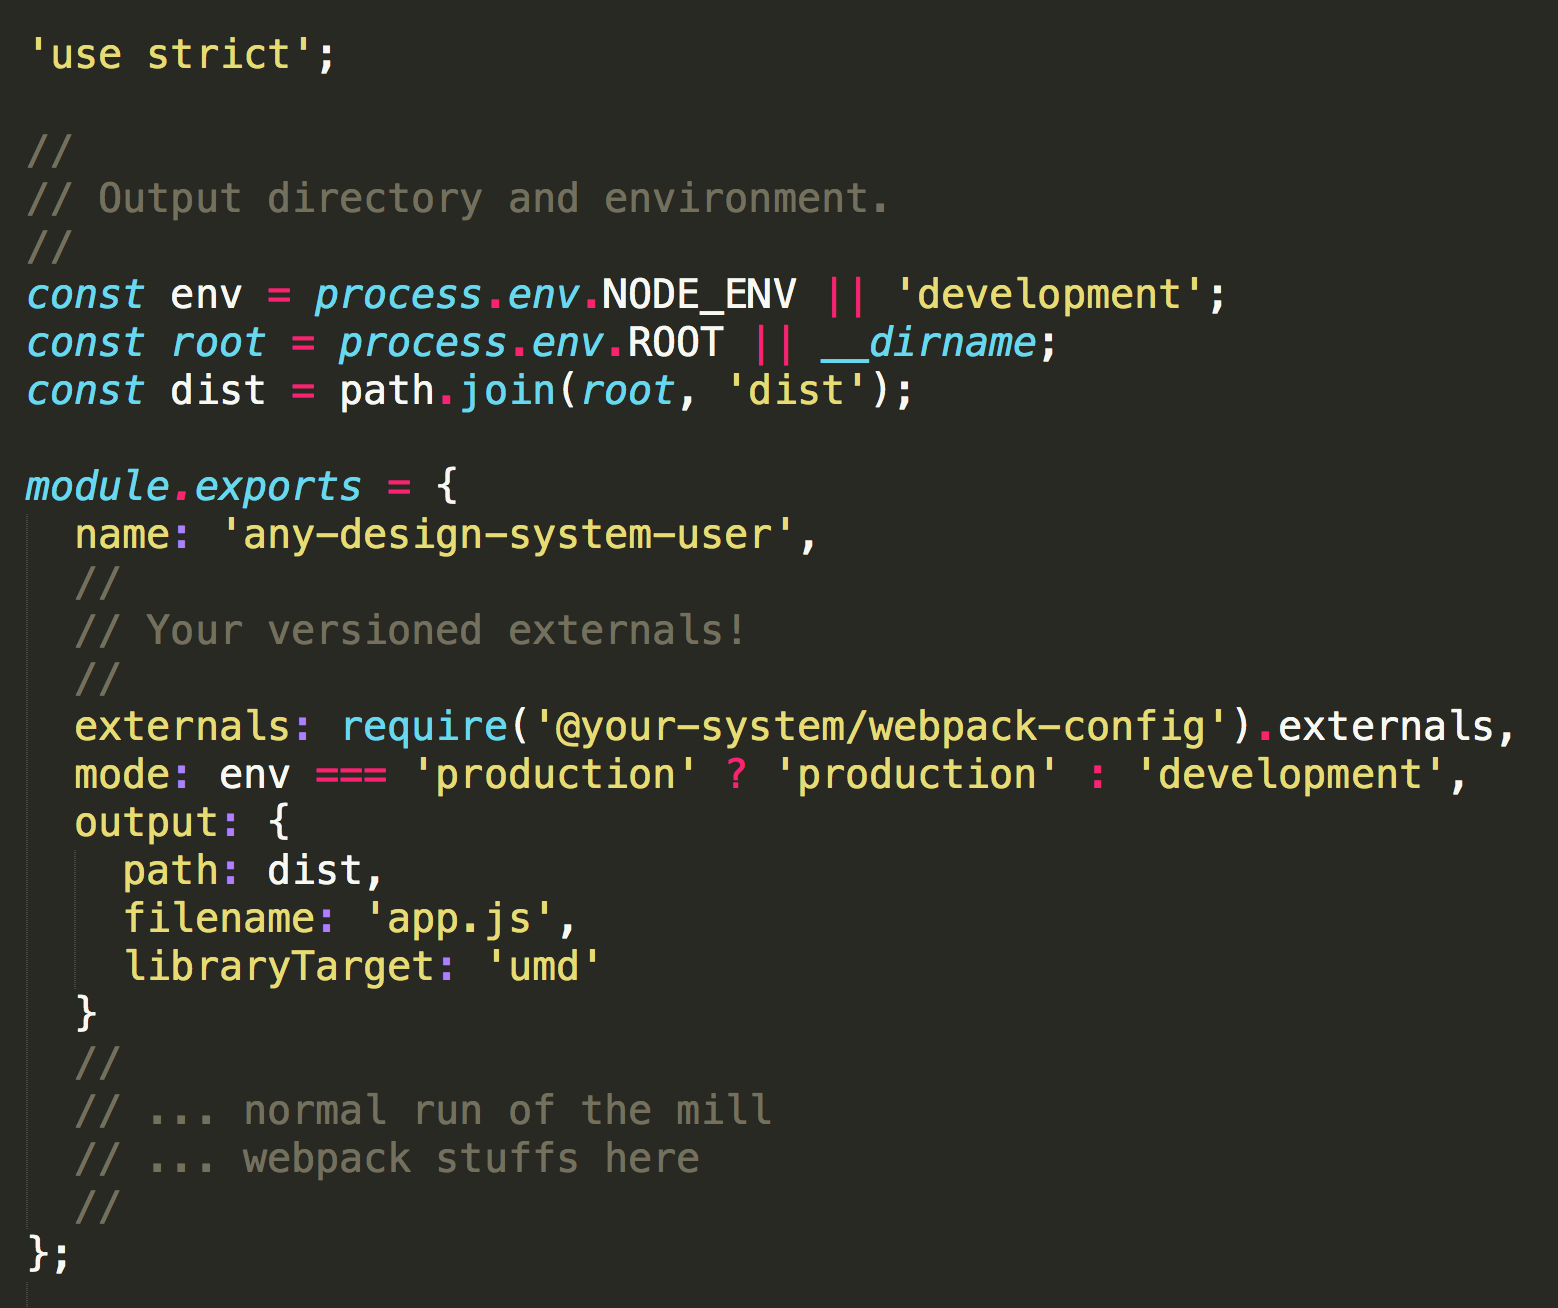 'use strict';

//
// Output directory and environment.
//
const env = process.env.NODE_ENV || 'development';
const root = process.env.ROOT || __dirname;
const dist = path.join(root, 'dist');

module.exports = {
  name: 'any-design-system-user',
  //
  // Your versioned externals!
  //
  externals: require('@your-system/webpack-config').externals,
  mode: env === 'production' ? 'production' : 'development',
  output: {
    path: dist,
    filename: 'app.js',
    libraryTarget: 'umd'
  }
  //
  // ... normal run of the mill
  // ... webpack stuffs here
  //
};